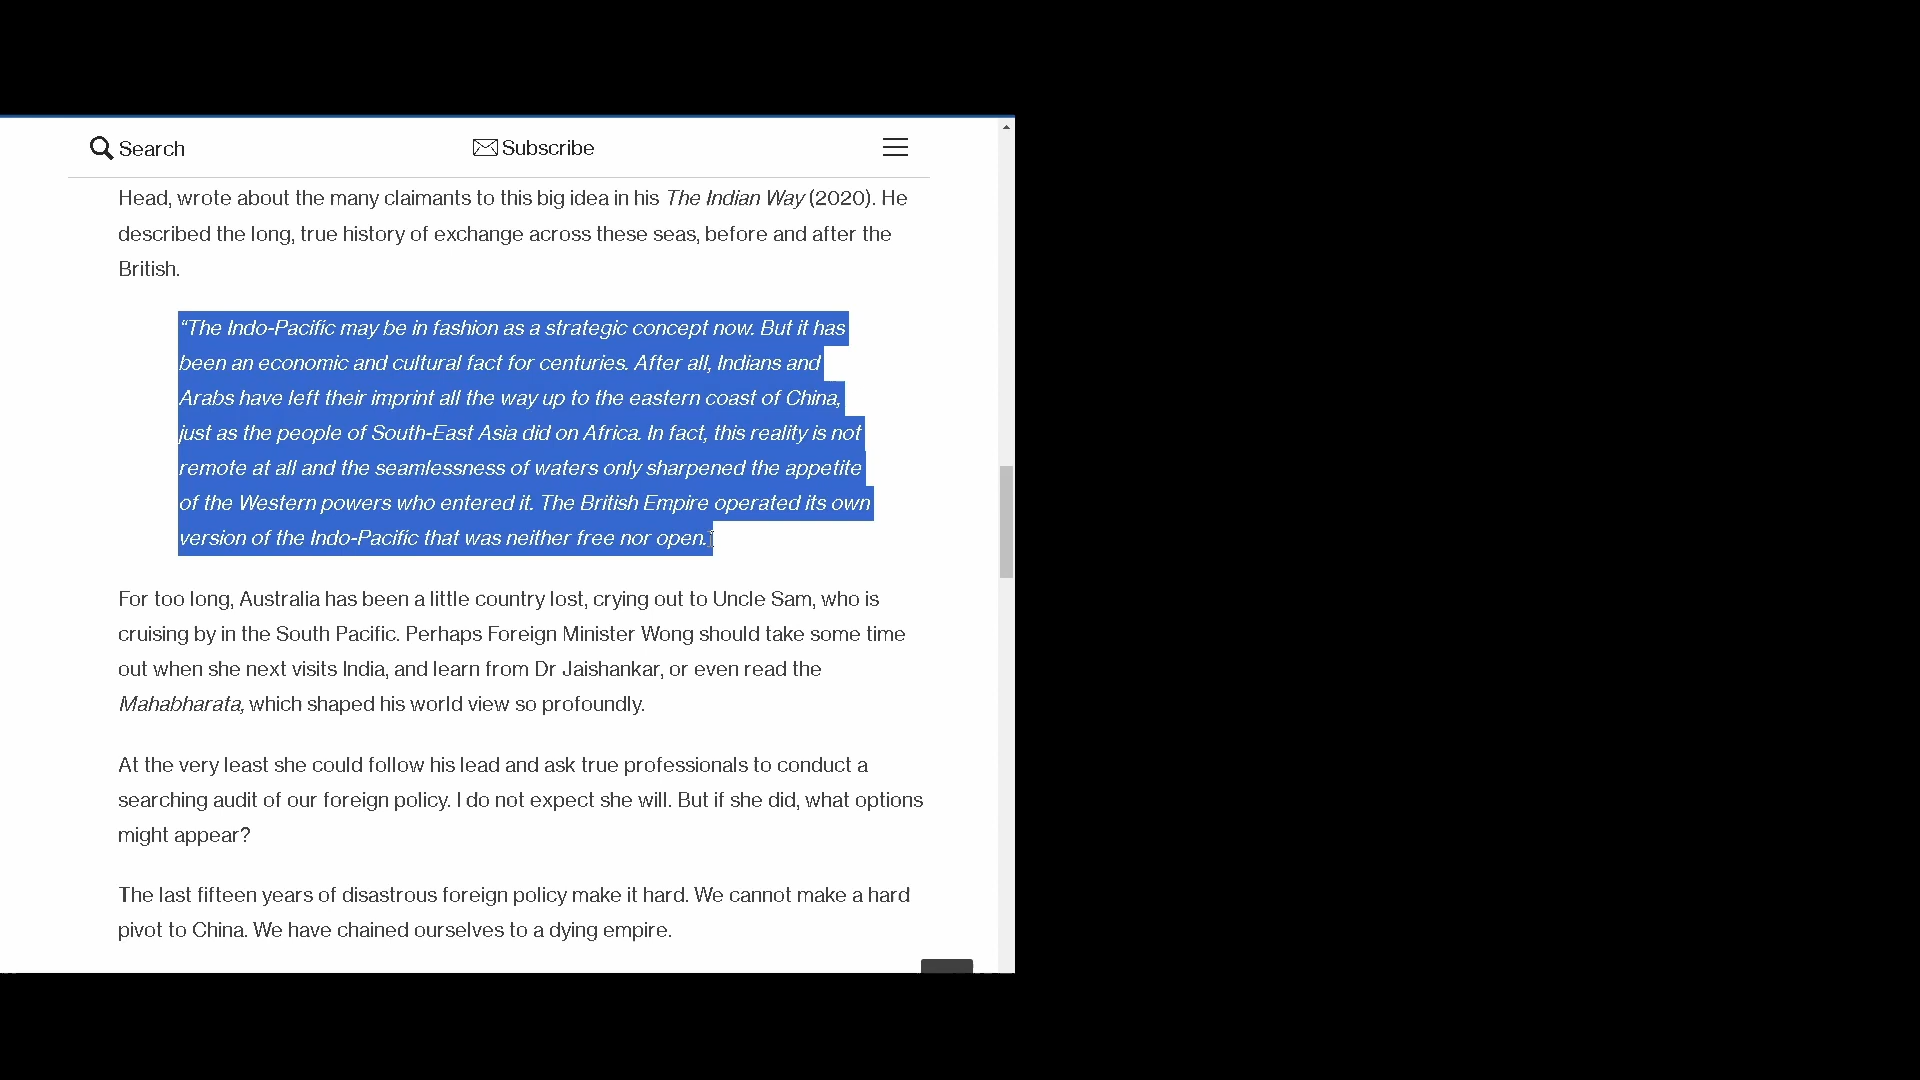 Search
Subscribe
Head, wrote about the many claimants to this big idea in his The Indian Way (2020). He
described the long, true history of exchange across these seas, before and after the
British.
“The Indo-Pacific may be in fashion as a strategic concept now. But it has
been an economic and cultural fact for centuries. After all, Indians and
Arabs have left their imprint all the way up to the eastern coast of China,
just as the people of South-East Asia did on Africa. In fact, this reality is not
remote at all and the seamlessness of waters only sharpened the appetite
of the Western powers who entered it. The British Empire operated its own
version of the Indo-Pacific that was neither free nor open.
For too long, Australia has been a little country lost, crying out to Uncle Sam, who is
cruising by in the South Pacific. Perhaps Foreign Minister Wong should take some time
out when she next visits India, and learn from Dr Jaishankar, or even read the
Mahabharata, which shaped his world view so profoundly.
At the very least she could follow his lead and ask true professionals to conduct a
searching audit of our foreign policy. I do not expect she will. But if she did, what options
might appear?
The last fifteen years of disastrous foreign policy make it hard. We cannot make a hard
pivot to China. We have chained ourselves to a dying empire.